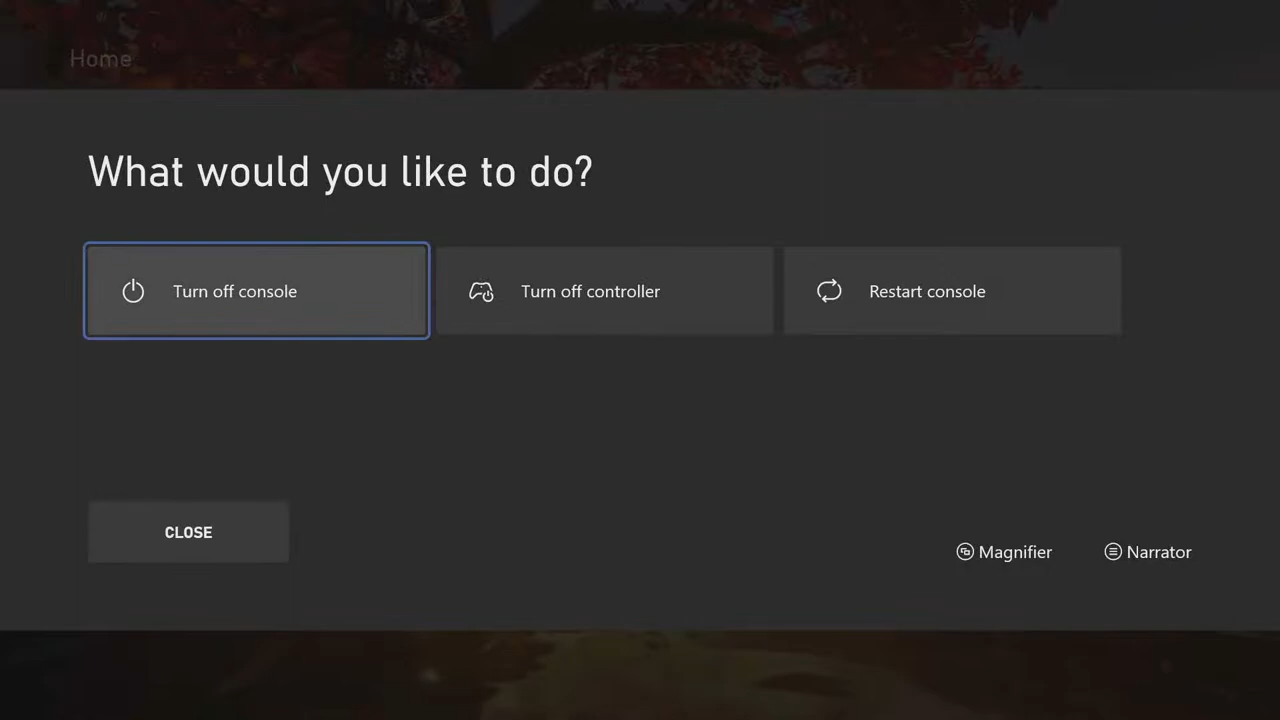 Home
What would you like to do?
Turn off console
Turn off controller
Restart console
CLOSE
Magnifier
Narrator